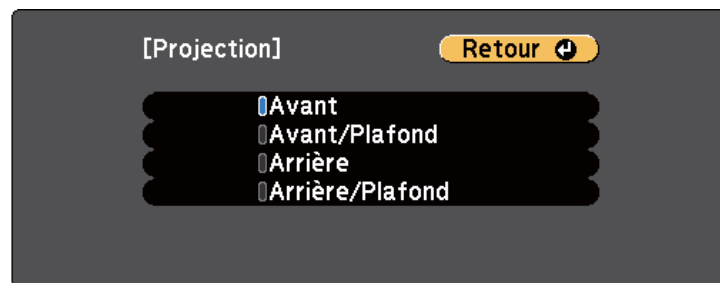 [Projection]
Retour
Avant
Avant/Plafond
Arrière
Arrière/Plafond